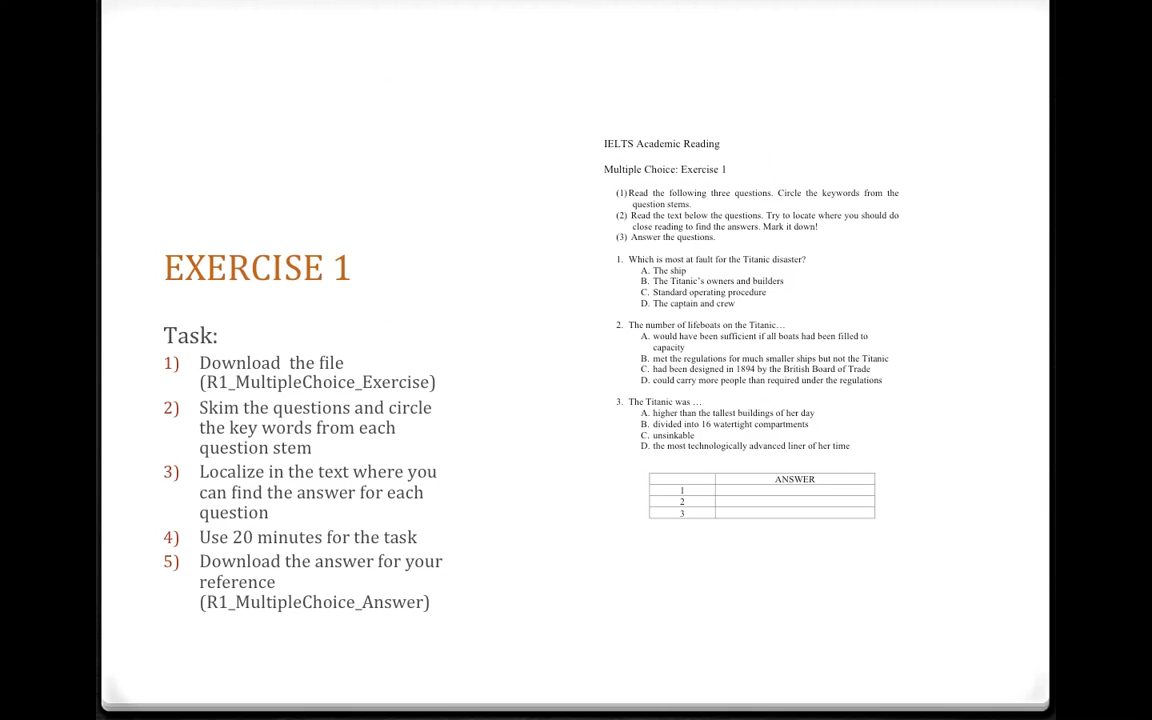 EXERCISE 1
Task:
1) Download the file
(R1_MultipleChoice_Exercise)
2) Skim the questions and circle
the key words from each
question stem
3) Localize in the text where you
can find the answer for each
question
4) Use 20 minutes for the task
5) Download the answer for your
reference
(R1_MultipleChoice_Answer)
IELTS Academic Reading
Multiple Choice: Exercise 1
(1) Read the following three questions. Circle the keywords from the
question stems.
(2) Read the text below the questions. Try to locate where you should do
close reading to find the answers. Mark it down!
(3) Answer the questions.
1. Which is most at fault for the Titanic disaster?
A. The ship
B. The Titanic's owners and builders
C. Standard operating procedure
D. The captain and crew
2. The number of lifeboats on the Titanic…
A. would have been sufficient if all boats had been filled to
capacity
B. met the regulations for much smaller ships but not the Titanic
C. had been designed in 1894 by the British Board of Trade
D. could carry more people than required under the regulations
3. The Titanic was …
A. higher than the tallest buildings of her day
B. divided into 16 watertight compartments
C. unsinkable
D. the most technologically advanced liner of her time
ANSWER
1
2
3